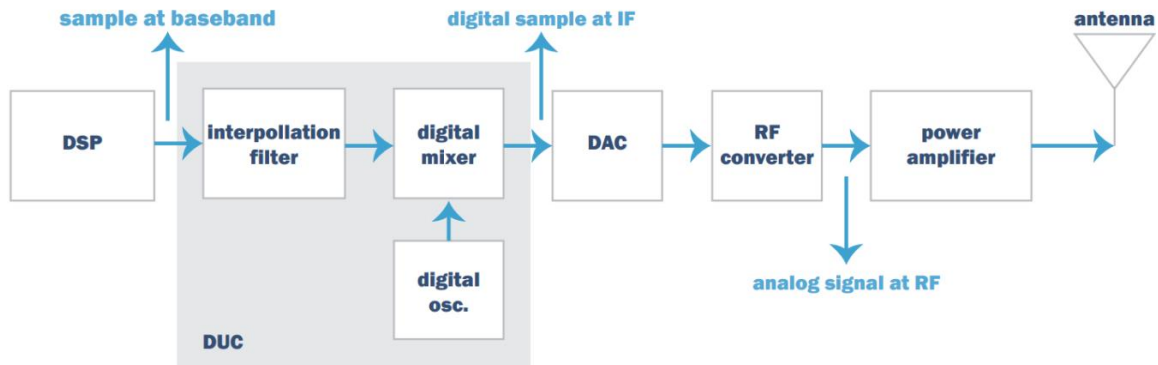 sample at baseband
digital sample at IF
antenna
DSP
interpollation
filter
digital
mixer
DAC
RF
converter
power
amplifier
digital
osc.
analog signal at RF
DUC